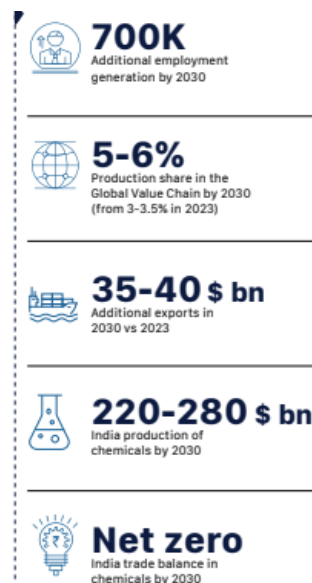 700K
Additional employment
generation by 2030
5-6%
Production share in the
Global Value Chain by 2030
(from 3-3.5% in 2023)
35-40 $ bn
Additional exports in
2030 vs 2023
220-280 $ bn
India production of
chemicals by 2030
₹
Net zero
India trade balance in
chemicals by 2030